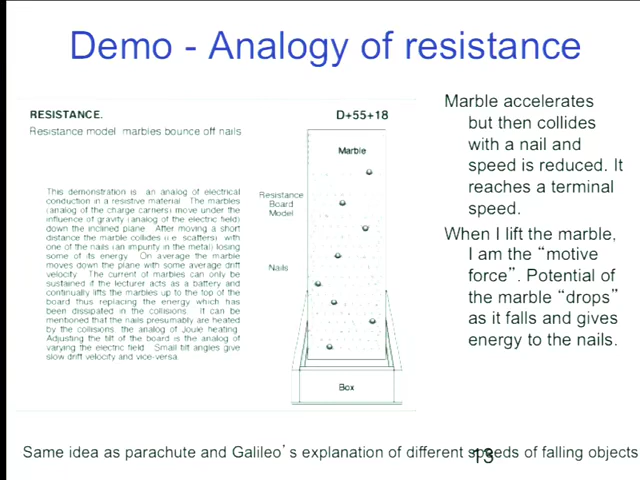 Demo - Analogy of resistance
RESISTANCE.
D+55+18
Resistance model marbles bounce off nails
This demonstration is an analog of electrical
conduction in a resistive material The marbles
(analog of the charge carriers) move under the
influence of gravity (analog of the electric field)
down the inclined plane. After moving a short
distance the marble collides (i.e scatters) with
one of the nails (an impurity in the metal) losing
some of its energy. On average the marble
moves down the plane with some average drift
velocity. The current of marbles can only be
sustained if the lecturer acts as a battery and
continually lifts the marbles up to the top of the
board thus replacing the energy which has
been dissipated in the collisions. It can be
mentioned that the nails presumably are heated
by the collisions, the analog of Joule heating.
Adjusting the tilt of the board is the analog of
varying the electric field. Small tilt angles give
slow drift velocity and vice-versa.
Marble
Resistance
Board
Model
Nails
Box
Marble accelerates
but then collides
with a nail and
speed is reduced. It
reaches a terminal
speed.
When I lift the marble,
I am the “motive
force”. Potential of
the marble “drops”
as it falls and gives
energy to the nails.
Same idea as parachute and Galileo’s explanation of different speeds of falling objects
13